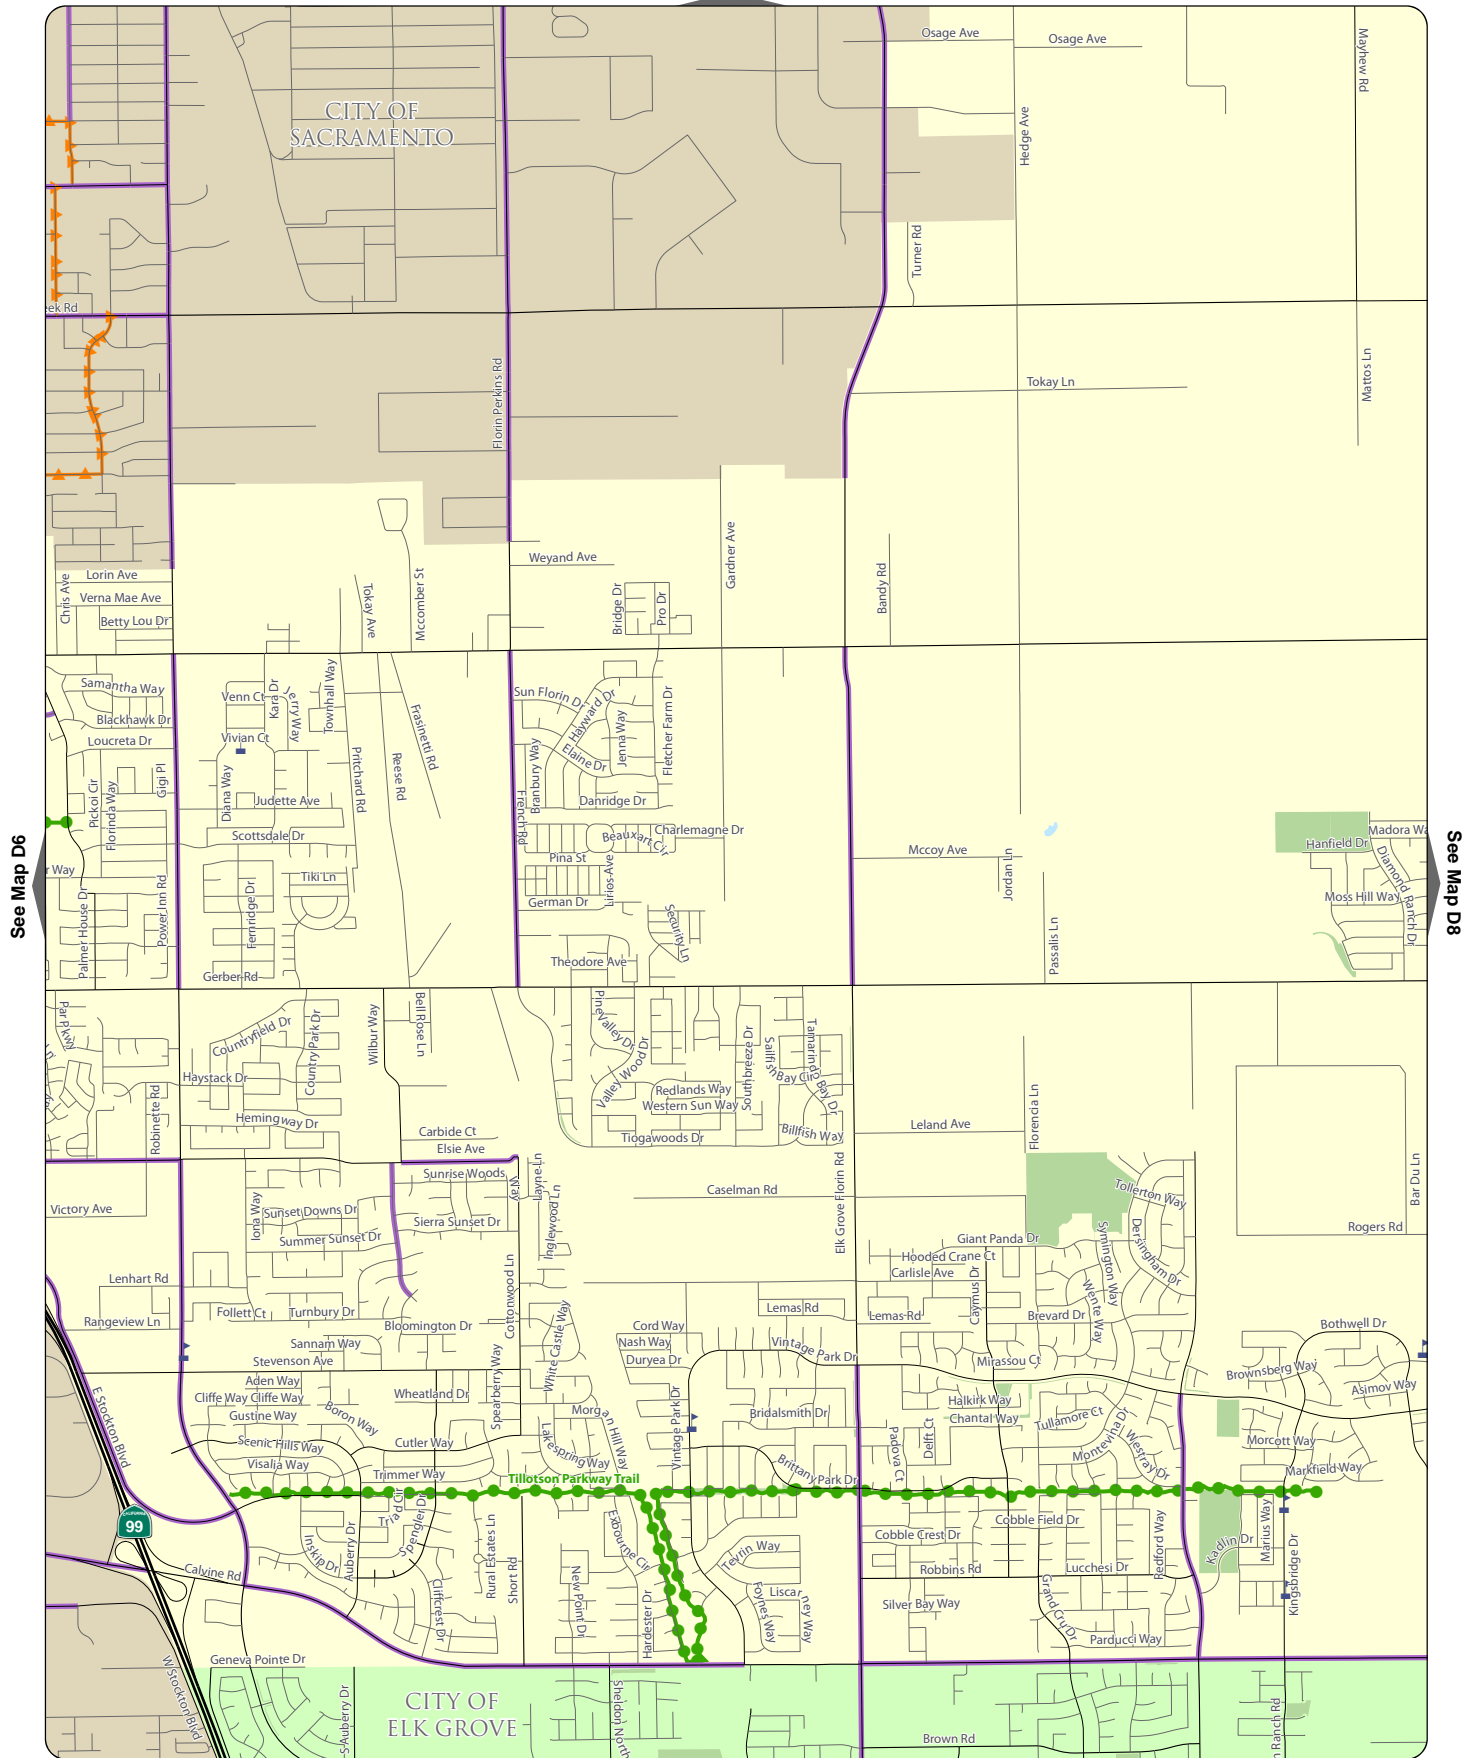 Osage Ave
Osage Ave
Mayhew Rd
CITY OF
SACRAMENTO
Hedge Ave
Turner Rd
eek Rd
Florin Perkins Rd
Tokay Ln
Mattos Ln
Weyand Ave
Gardner Ave
Bandy Rd
Lorin Ave
Chris Ave
Verna Mae Ave
Betty Lou Dr
Tokay Ave
Mccomber St
Bridge Dr
Pro Dr
Samantha Way
Blackhawk Dr
Loucreta Dr
Venn Ct
Kara Dr
Jerry Way
Townhall Way
Vivian Ct
Frasinetti Rd
Sun Florin Dr
Hayward Dr
Jenna Way
Fletcher Farm Dr
Elaine Dr
Branbury Way
Pickoi Cir
Florinda Way
Gigi Pl
Diana Way
Pritchard Rd
Reese Rd
Judette Ave
Scottsdale Dr
French Rd
Danridge Dr
Beauxart Cir
Charlemagne Dr
Pina St
Lirios Ave
German Dr
Security Ln
Theodore Ave
Mccoy Ave
Jordan Ln
Passalis Ln
Madora Wa
Hanfield Dr
Diamond Ranch Dr
Moss Hill Way
See Map D6
See Map D8
r Way
Palmer House Dr
Power Inn Rd
Tiki Ln
Fernridge Dr
Gerber Rd
Par Pkwy
Countryfield Dr
Country Park Dr
Wilbur Way
Bell Rose Ln
Haystack Dr
Hemingway Dr
Robinette Rd
Carbide Ct
Elsie Ave
Pine Valley Dr
Valley Wood Dr
Redlands Way
Western Sun Way
Southbreeze Dr
Sailfish Bay Cir
Tamarindo Bay Dr
Billfish Way
Tiogawoods Dr
Leland Ave
Florencia Ln
Elk Grove Florin Rd
Caselman Rd
Bar Du Ln
Rogers Rd
Victory Ave
Iona Way
Sunset Downs Dr
Summer Sunset Dr
Sunrise Woods Way
Sierra Sunset Dr
Layne Ln
Inglewood Ln
Tollerton Way
Giant Panda Dr
Hooded Crane Ct
Carlisle Ave
Caymus Dr
Symington Way
Dersingham Dr
Wente Way
Lenhart Rd
Rangeview Ln
Follett Ct
Turnbury Dr
Bloomington Dr
Cottonwood Ln
Sannam Way
Stevenson Ave
White Castle Way
Cord Way
Nash Way
Duryea Dr
Lemas Rd
Lemas Rd
Vintage Park Dr
Brevard Dr
Mirassou Ct
Bothwell Dr
Brownsberg Way
Asimov Way
Aden Way
Cliffe Way Cliffe Way
Gustine Way
Boron Way
Scenic Hills Way
Visalia Way
Wheatland Dr
Cutler Way
Trimmer Way
Spearberry Way
Morgan Hill Way
Lakespring Way
Vintage Park Dr
Bridalsmith Dr
Brittany Park Dr
Halkirk Way
Chantal Way
Padova Ct
Delft Ct
Tullamore Ct
Montevina Dr
Westray Dr
Morcott Way
Markfield Way
Tillotson Parkway Trail
E Stockton Blvd
CALIFORNIA
99
Calvine Rd
Triad Cir
Spengler Dr
Inskip Dr
Auberry Dr
Cliffcrest Dr
Rural Estates Ln
Short Rd
Exbourne Cir
New Point Dr
Hardester Dr
Tevrin Way
Foynes Way
Liscarney Way
Cobble Crest Dr
Cobble Field Dr
Robbins Rd
Lucchesi Dr
Redford Way
Silver Bay Way
Grand Cru Dr
Parducci Way
Kadlin Dr
Marius Way
Kingsbridge Dr
Geneva Pointe Dr
W Stockton Blvd
S Auberry Dr
CITY OF
ELK GROVE
Sheldon North
Brown Rd
n Ranch Rd